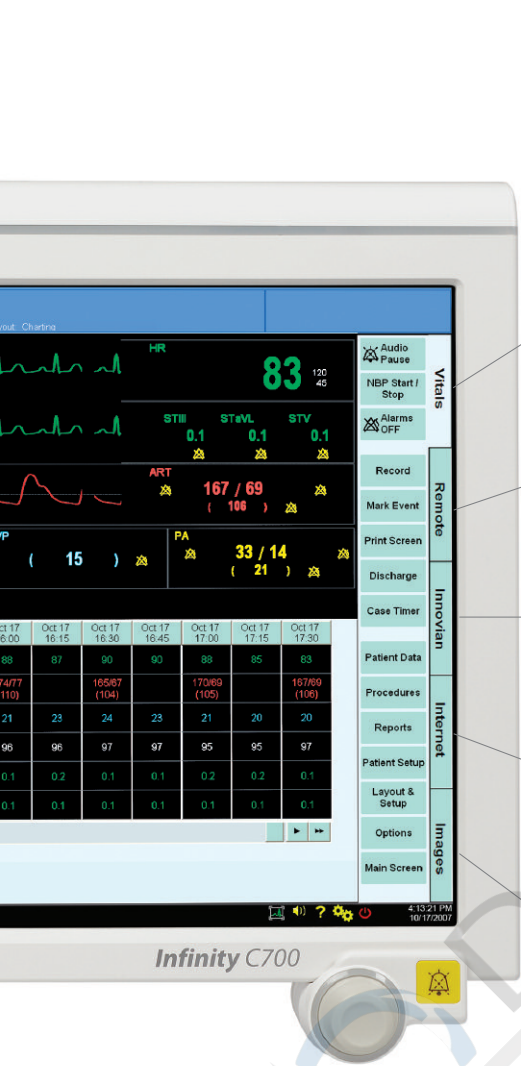 yout: Charting
HR
83
120
45
STIII STaVL STV
0.1 0.1 0.1
ART
167 / 69
( 106 )
VP
( 15 )
PA
33 / 14
( 21 )
Oct 17 Oct 17 Oct 17 Oct 17 Oct 17 Oct 17 Oct 17
6:00 16:15 16:30 16:45 17:00 17:15 17:30
88 87 90 90 88 85 83
74/77 165/67 170/69 167/69
110) (104) (105) (106)
21 23 24 23 21 20 20
96 96 97 97 95 95 97
0.1 0.2 0.1 0.1 0.2 0.2 0.1
0.1 0.1 0.1 0.1 0.1 0.1 0.1
Audio
Pause
NBP Start /
Stop
Alarms
OFF
Record
Mark Event
Print Screen
Discharge
Case Timer
Patient Data
Procedures
Reports
Patient Setup
Layout &
Setup
Options
Main Screen
Vitals
Remote
Innovian
Internet
Images
?
4:13:21 PM
10/17/2007
Infinity C700
D